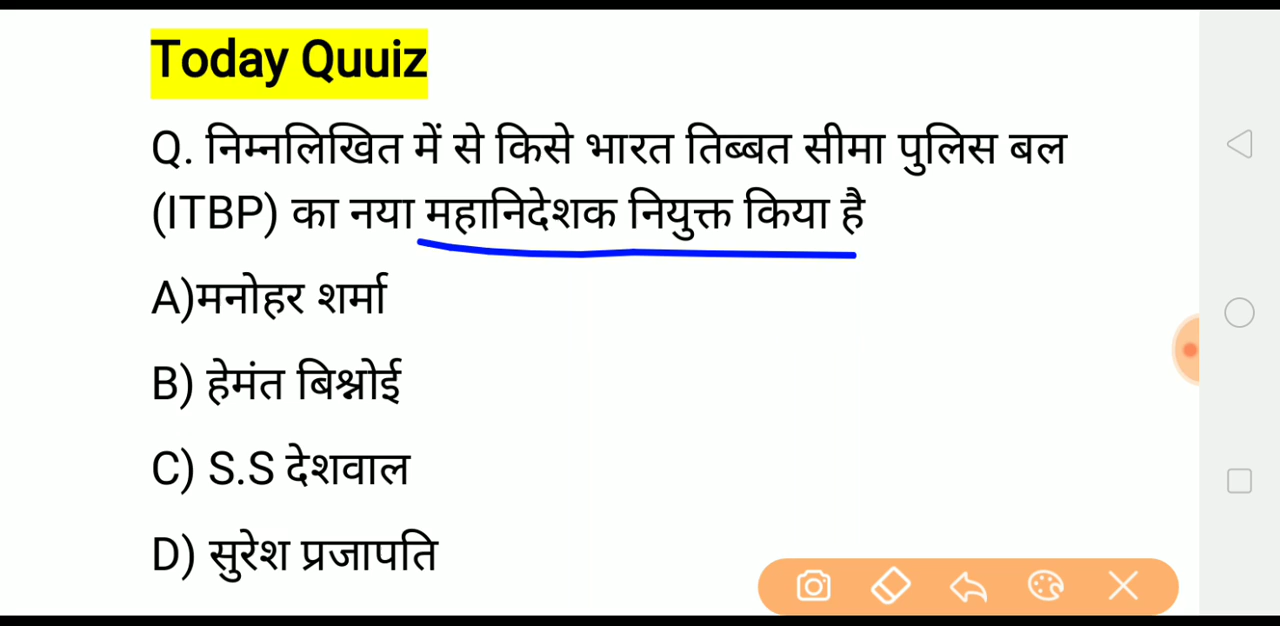 Today Quuiz
Q. निम्नलिखित में से किसे भारत तिब्बत सीमा पुलिस बल
(ITBP) का नया महानिदेशक नियुक्त किया है
A)मनोहर शर्मा
B) हेमंत बिश्नोई
C) S.S देशवाल
D) सुरेश प्रजापति